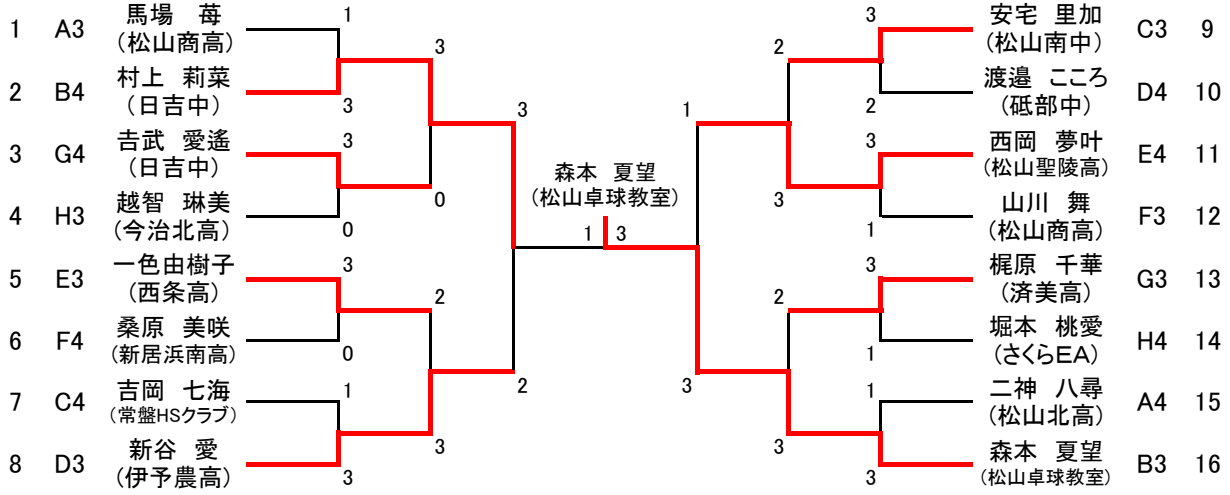 1 A3 馬場 苺
(松山商高)
2 B4 村上 莉菜
(日吉中)
3 G4 吉武 愛遙
(日吉中)
4 H3 越智 琳美
(今治北高)
5 E3 一色由樹子
(西条高)
6 F4 桑原 美咲
(新居浜南高)
7 C4 吉岡 七海
(常盤HSクラブ)
8 D3 新谷 愛
(伊予農高)
1
3
3
0
3
0
1
3
3
0
2
3
3
2
森本 夏望
(松山卓球教室)
1 3
1
3
2
3
2
3
3
2
3
1
3
1
1
3
安宅 里加 C3 9
(松山南中)
渡邉 こころ D4 10
(砥部中)
西岡 夢叶 E4 11
(松山聖陵高)
山川 舞 F3 12
(松山商高)
梶原 千華 G3 13
(済美高)
堀本 桃愛 H4 14
(さくらEA)
二神 八尋 A4 15
(松山北高)
森本 夏望 B3 16
(松山卓球教室)